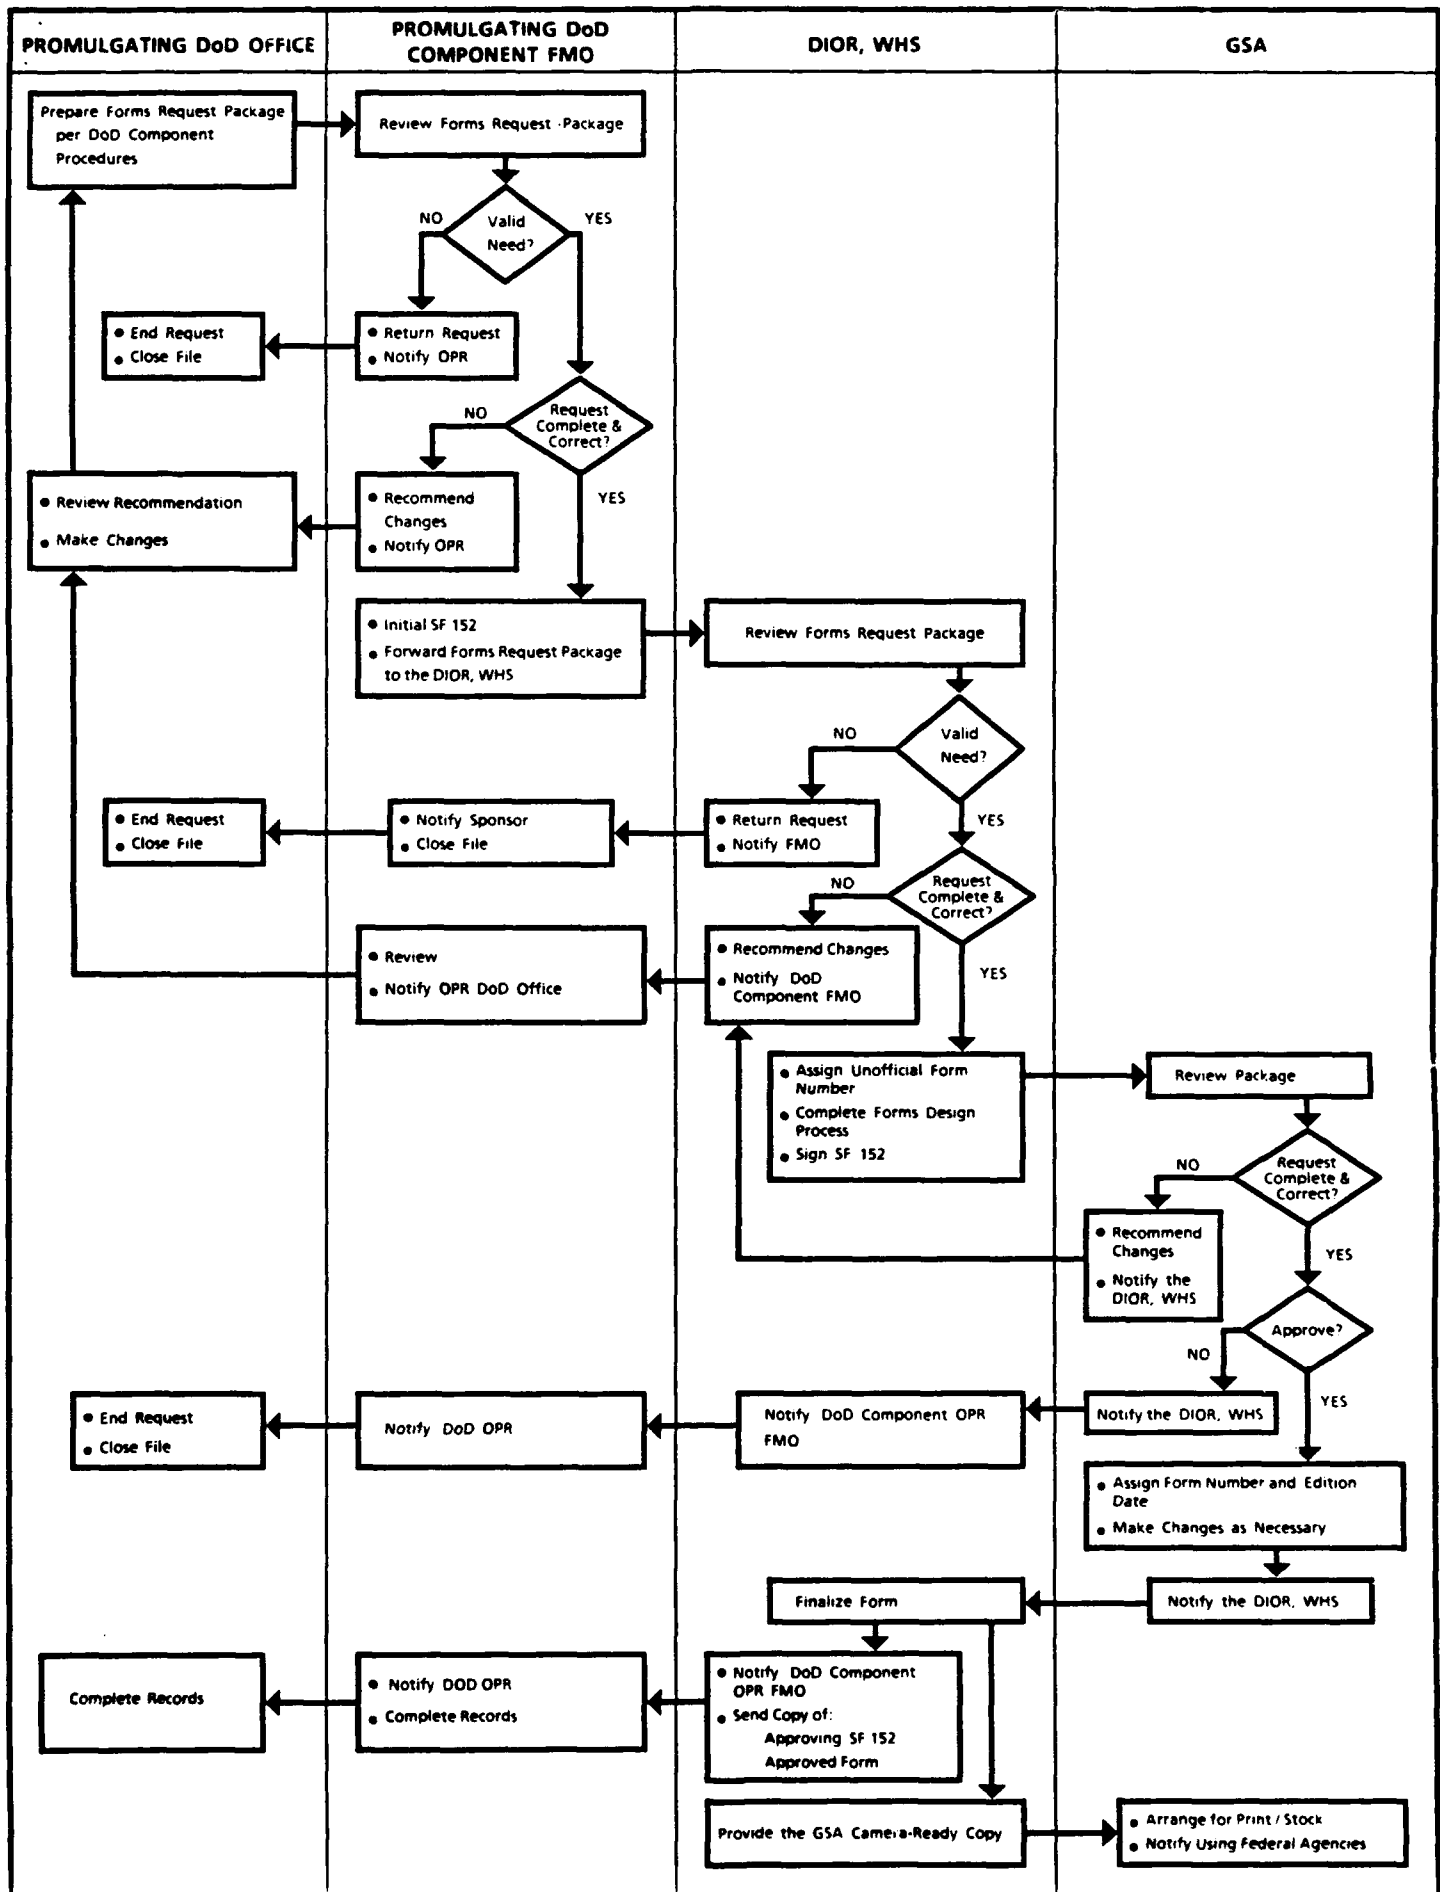 PROMULGATING DoD OFFICE
PROMULGATING DoD
COMPONENT FMO
DIOR, WHS
GSA
Prepare Forms Request Package
per DoD Component
Procedures
Review Forms Request Package
Valid
Need?
NO
YES
• End Request
• Close File
• Return Request
• Notify OPR
Request
Complete &
Correct?
NO
YES
• Review Recommendation
• Make Changes
• Recommend
Changes
• Notify OPR
• Initial SF 152
• Forward Forms Request Package
to the DIOR, WHS
Review Forms Request Package
Valid
Need?
NO
YES
• End Request
• Close File
• Notify Sponsor
• Close File
• Return Request
• Notify FMO
Request
Complete &
Correct?
NO
YES
• Review
• Notify OPR DoD Office
• Recommend Changes
• Notify DoD
Component FMO
• Assign Unofficial Form
Number
• Complete Forms Design
Process
• Sign SF 152
Review Package
Request
Complete &
Correct?
NO
YES
• Recommend
Changes
• Notify the
DIOR, WHS
Approve?
NO
YES
• End Request
• Close File
Notify DoD OPR
Notify DoD Component OPR
FMO
Notify the DIOR, WHS
• Assign Form Number and Edition
Date
• Make Changes as Necessary
Finalize Form
Notify the DIOR, WHS
Complete Records
• Notify DOD OPR
• Complete Records
• Notify DoD Component
OPR FMO
• Send Copy of:
Approving SF 152
Approved Form
Provide the GSA Camera-Ready Copy
• Arrange for Print / Stock
• Notify Using Federal Agencies